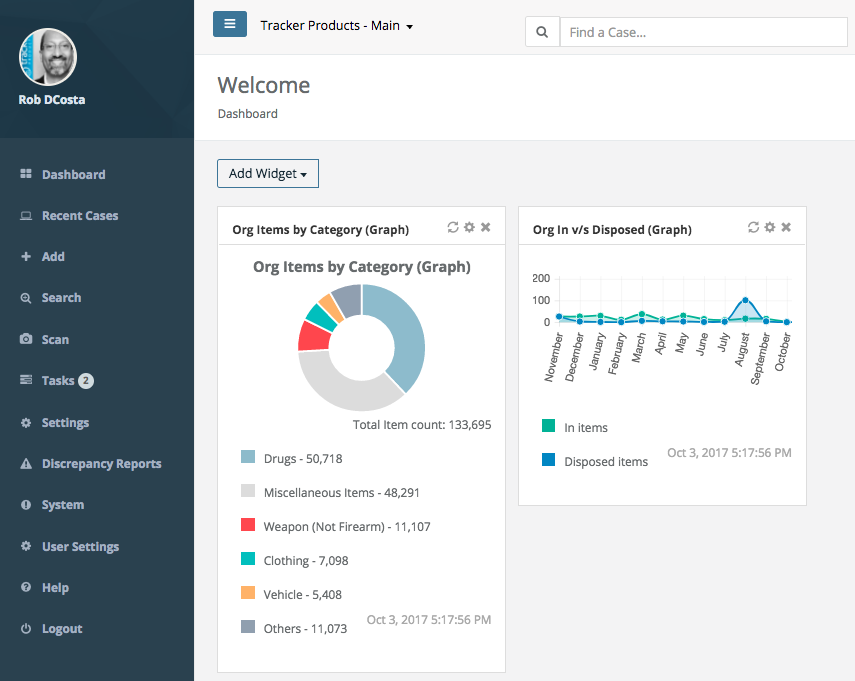 Rob DCosta
Dashboard
Recent Cases
Add
Search
Scan
Tasks 2
Settings
Discrepancy Reports
System
User Settings
Help
Logout
Tracker Products - Main
Find a Case...
Welcome
Dashboard
Add Widget
Org Items by Category (Graph)
Org Items by Category (Graph)
Total Item count: 133,695
Drugs - 50,718
Miscellaneous Items - 48,291
Weapon (Not Firearm) - 11,107
Clothing - 7,098
Vehicle - 5,408
Others - 11,073
Oct 3, 2017 5:17:56 PM
Org In v/s Disposed (Graph)
200
100
0
November
December
January
February
March
April
May
June
July
August
September
October
In items
Disposed items
Oct 3, 2017 5:17:56 PM